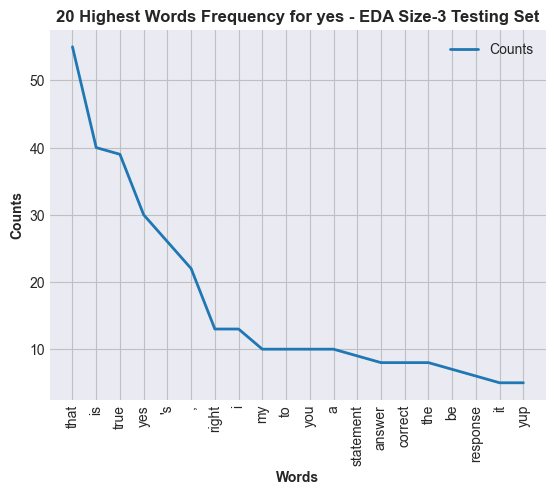 20 Highest Words Frequency for yes - EDA Size-3 Testing Set
Counts
50
40
30
20
10
Counts
that
is
true
yes
's
,
right
i
my
to
you
a
statement
answer
correct
the
be
response
it
yup
Words